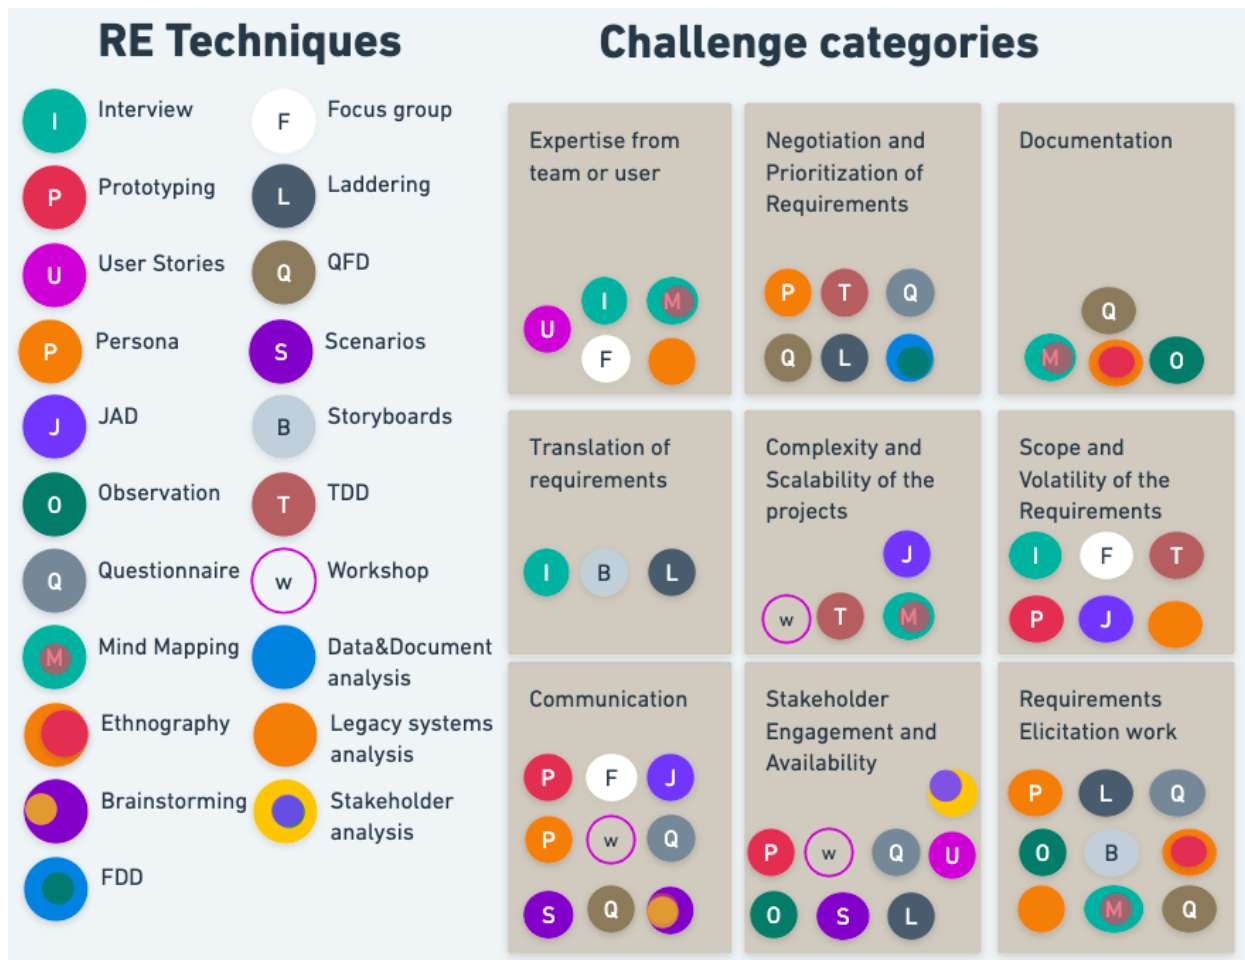 RE Techniques
Challenge categories
I Interview
F Focus group
P Prototyping
L Laddering
U User Stories
Q QFD
P Persona
S Scenarios
J JAD
B Storyboards
O Observation
T TDD
Q Questionnaire
w Workshop
M Mind Mapping
Data&Document
analysis
Ethnography
Legacy systems
analysis
Brainstorming
Stakeholder
analysis
FDD
Expertise from
team or user
I M
U
F
Negotiation and
Prioritization of
Requirements
P T Q
Q L
Documentation
Q
M O
Translation of
requirements
I B L
Complexity and
Scalability of the
projects
J
w T M
Scope and
Volatility of the
Requirements
I F T
P J
Communication
P F J
P w Q
S Q
Stakeholder
Engagement and
Availability
P w Q U
O S L
Requirements
Elicitation work
P L Q
O B
M Q